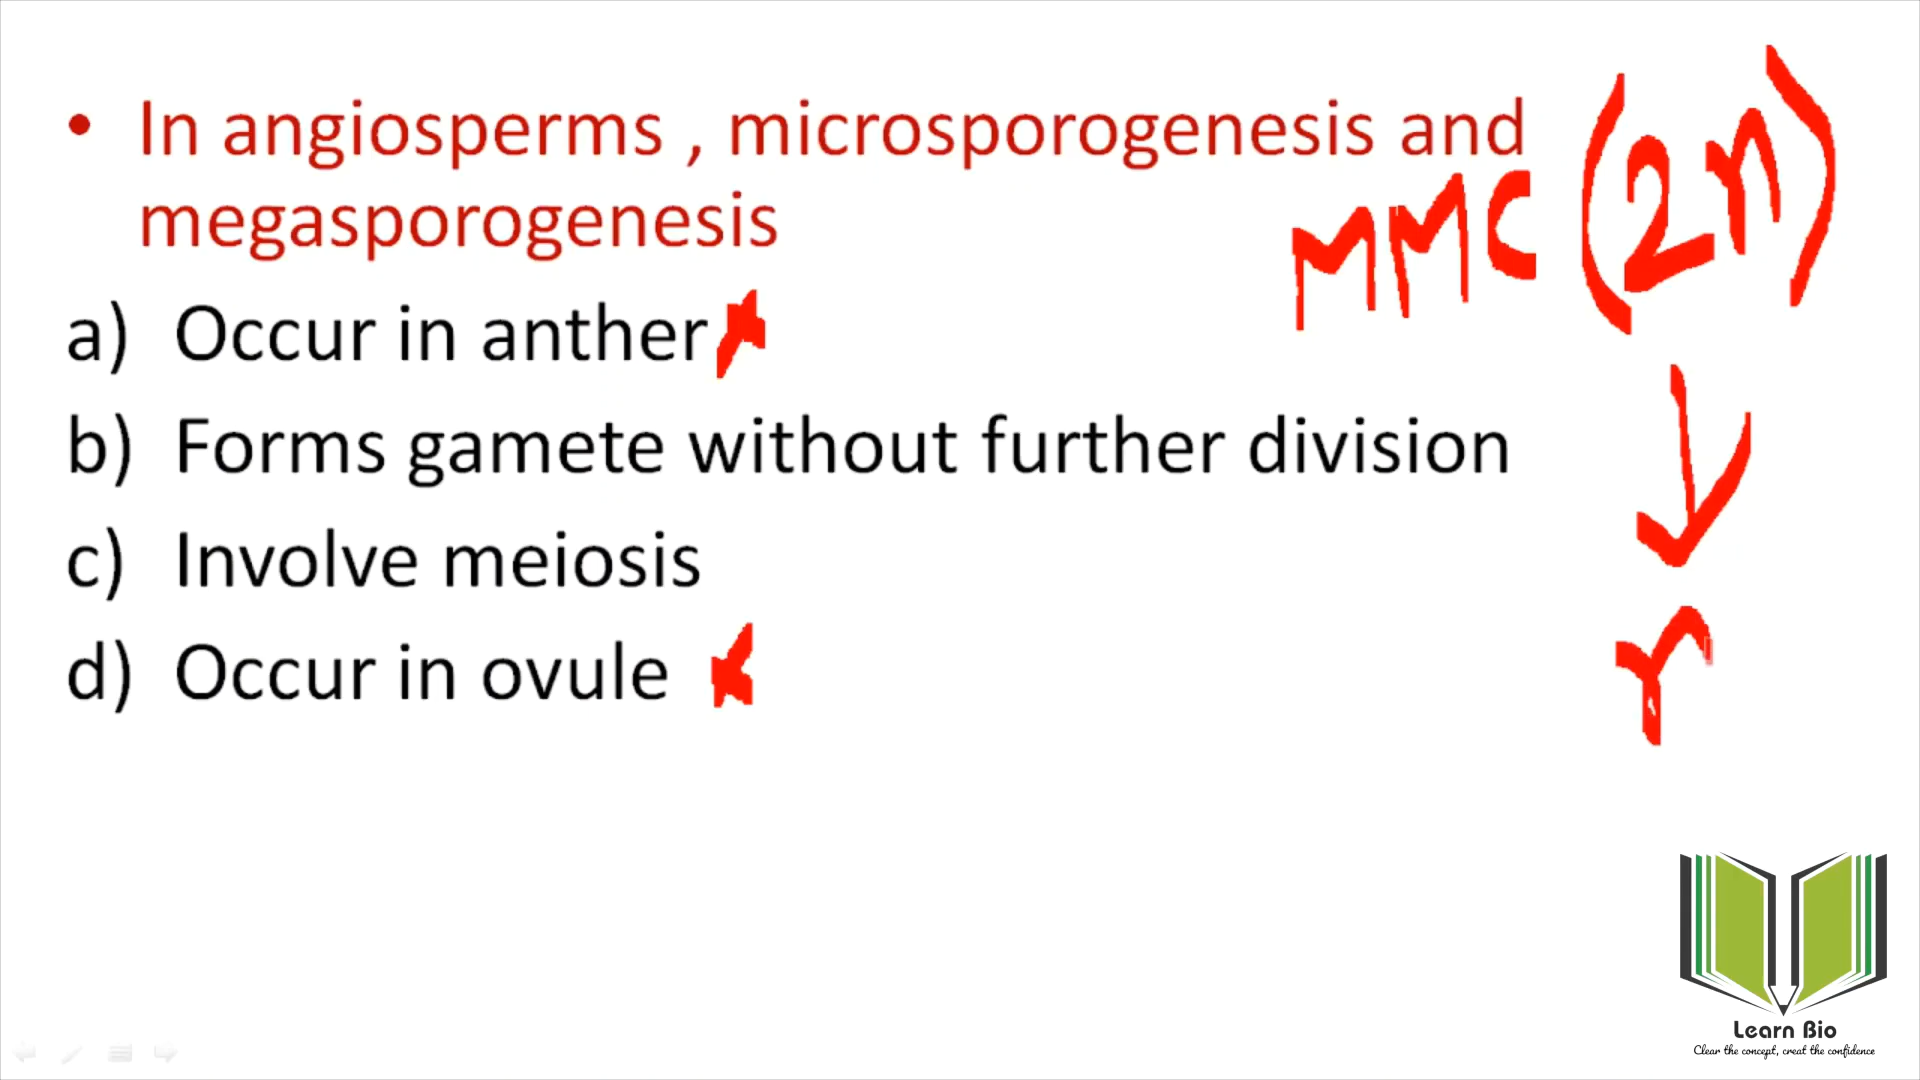 • In angiosperms , microsporogenesis and
megasporogenesis
MMC (2n)
a) Occur in anther
b) Forms gamete without further division
c) Involve meiosis
d) Occur in ovule
n
Learn Bio
Clear the concept, creat the confidence